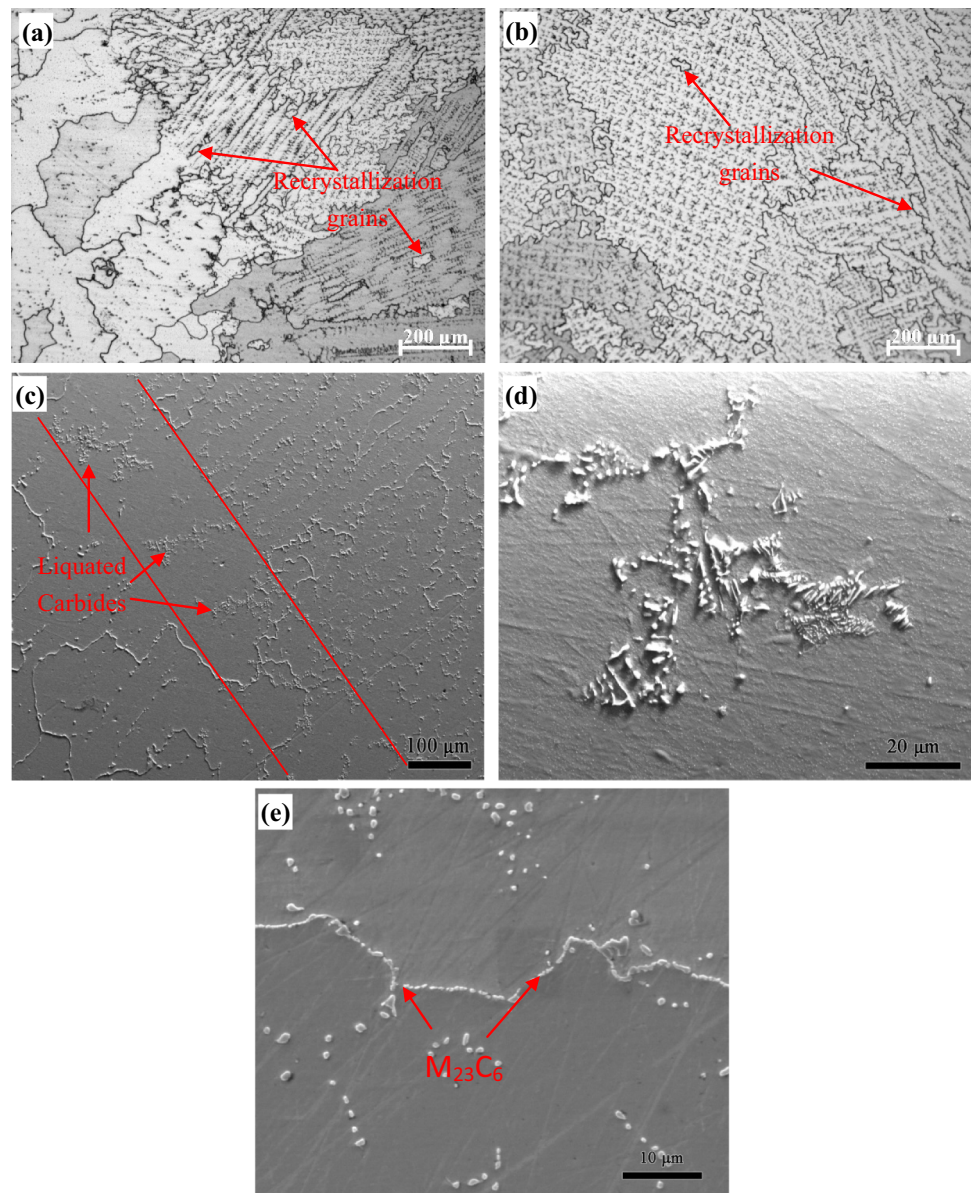 (a)
Recrystallization
grains
200 μm
(b)
Recrystallization
grains
200 μm
(c)
Liquated
Carbides
100 μm
(d)
20 μm
(e)
M₂₃C₆
10 μm